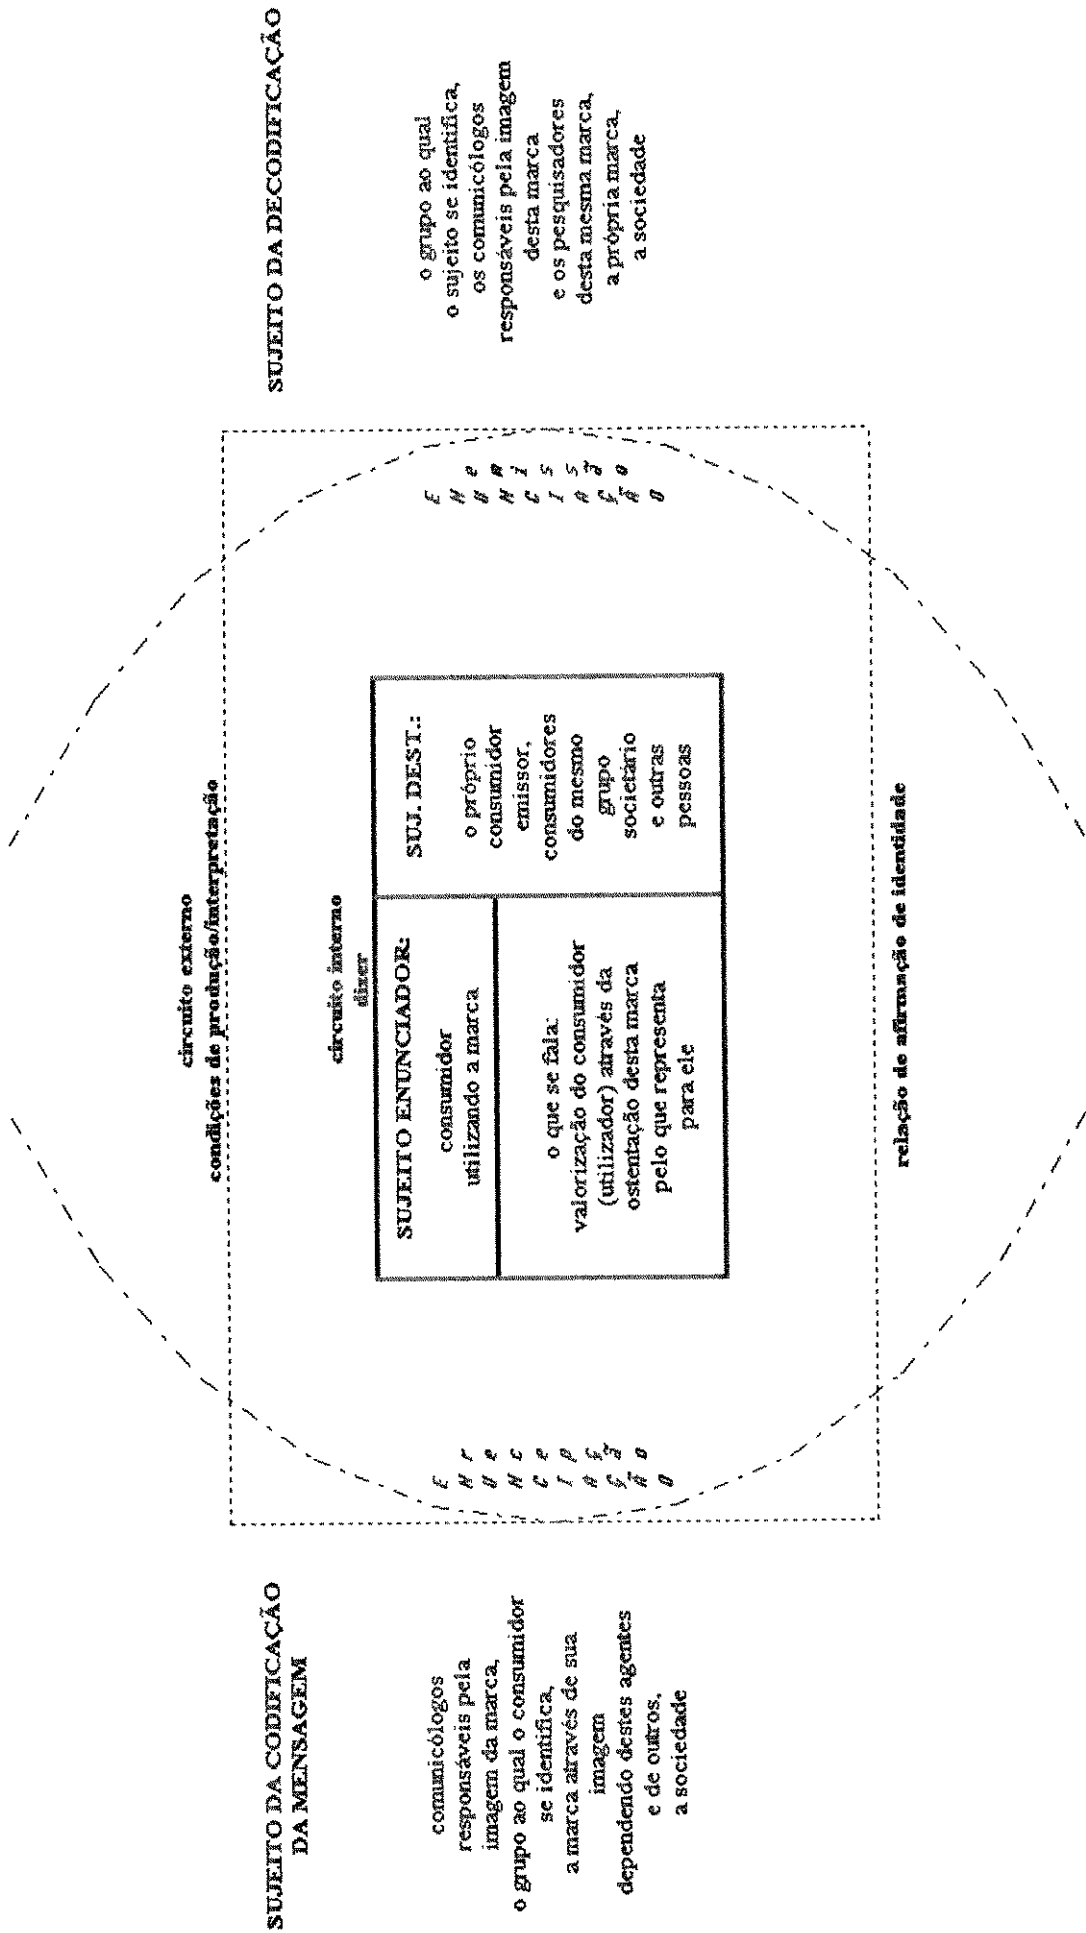 SUJEITO DA CODIFICAÇÃO
DA MENSAGEM
comunicólogos
responsáveis pela
imagem da marca,
o grupo ao qual o consumidor
se identifica,
a marca através de sua
imagem
dependendo destes agentes
e de outros,
a sociedade
circuito externo
condições de produção/interpretação
circuito interno
dizer
ENUNCIAÇÃO
recepção
SUJEITO ENUNCIADOR:
consumidor
utilizando a marca
o que se fala:
valorização do consumidor
(utilizador) através da
ostentação desta marca
pelo que representa
para ele
SUJ. DEST.:
o próprio
consumidor
emissor,
consumidores
do mesmo
grupo
societário
e outras
pessoas
emissão
ENUNCIAÇÃO
relação de afirmação de identidade
SUJEITO DA DECODIFICAÇÃO
o grupo ao qual
o sujeito se identifica,
os comunicólogos
responsáveis pela imagem
desta marca
e os pesquisadores
desta mesma marca,
a própria marca,
a sociedade